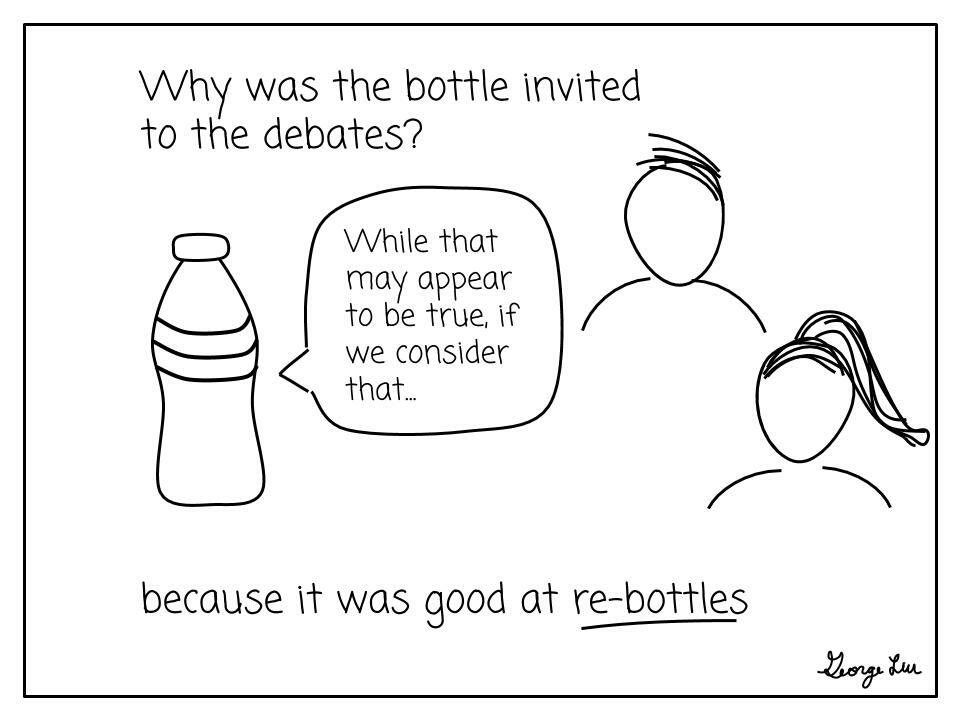 Why was the bottle invited
to the debates?
While that
may appear
to be true, if
we consider
that...
because it was good at re-bottles
George Liu